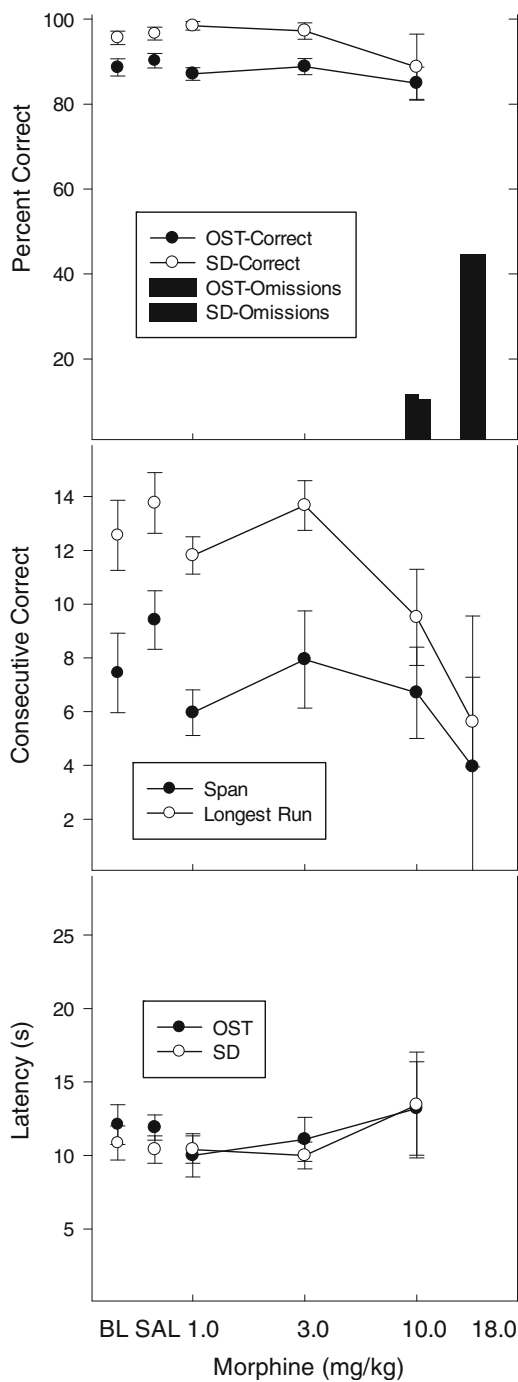 100
80
60
40
20
Percent Correct
OST-Correct
SD-Correct
OST-Omissions
SD-Omissions
14
12
10
8
6
4
2
Consecutive Correct
Span
Longest Run
25
20
15
10
5
Latency (s)
OST
SD
BL SAL 1.0 3.0 10.0 18.0
Morphine (mg/kg)